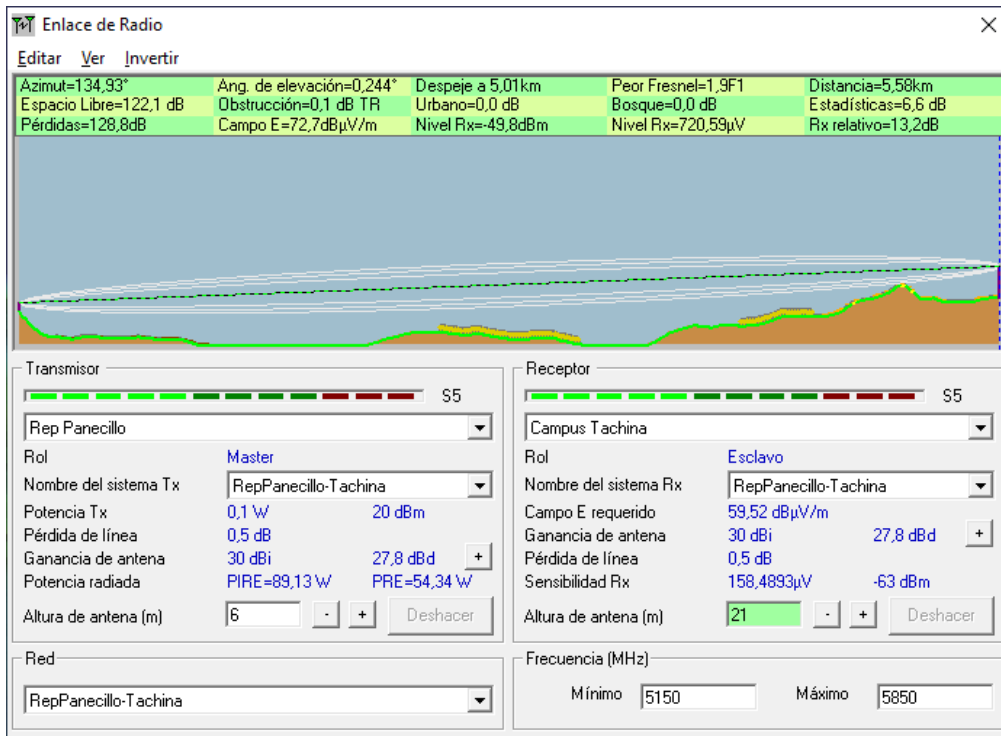 Enlace de Radio
Editar Ver Invertir
Azimut=134,93° Ang. de elevación=0,244° Despeje a 5,01km Peor Fresnel=1,9F1 Distancia=5,58km
Espacio Libre=122,1 dB Obstrucción=0,1 dB TR Urbano=0,0 dB Bosque=0,0 dB Estadísticas=6,6 dB
Pérdidas=128,8dB Campo E=72,7dBµV/m Nivel Rx=-49,8dBm Nivel Rx=720,59µV Rx relativo=13,2dB
Transmisor
S5
Rep Panecillo
Rol Master
Nombre del sistema Tx RepPanecillo-Tachina
Potencia Tx 0,1 W 20 dBm
Pérdida de línea 0,5 dB
Ganancia de antena 30 dBi 27,8 dBd +
Potencia radiada PIRE=89,13 W PRE=54,34 W
Altura de antena (m) 6 - + Deshacer
Red
RepPanecillo-Tachina
Receptor
S5
Campus Tachina
Rol Esclavo
Nombre del sistema Rx RepPanecillo-Tachina
Campo E requerido 59,52 dBµV/m
Ganancia de antena 30 dBi 27,8 dBd +
Pérdida de línea 0,5 dB
Sensibilidad Rx 158,4893µV -63 dBm
Altura de antena (m) 21 - + Deshacer
Frecuencia (MHz)
Mínimo 5150 Máximo 5850